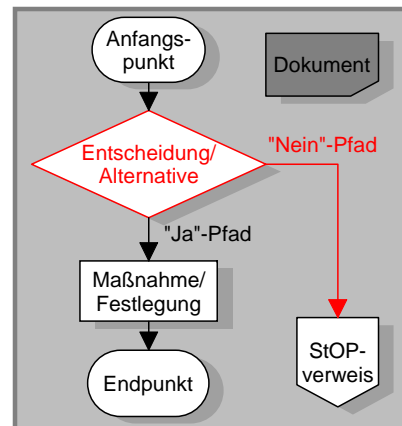 Anfangs-
punkt
Dokument
Entscheidung/
Alternative
"Nein"-Pfad
"Ja"-Pfad
Maßnahme/
Festlegung
StOP-
verweis
Endpunkt